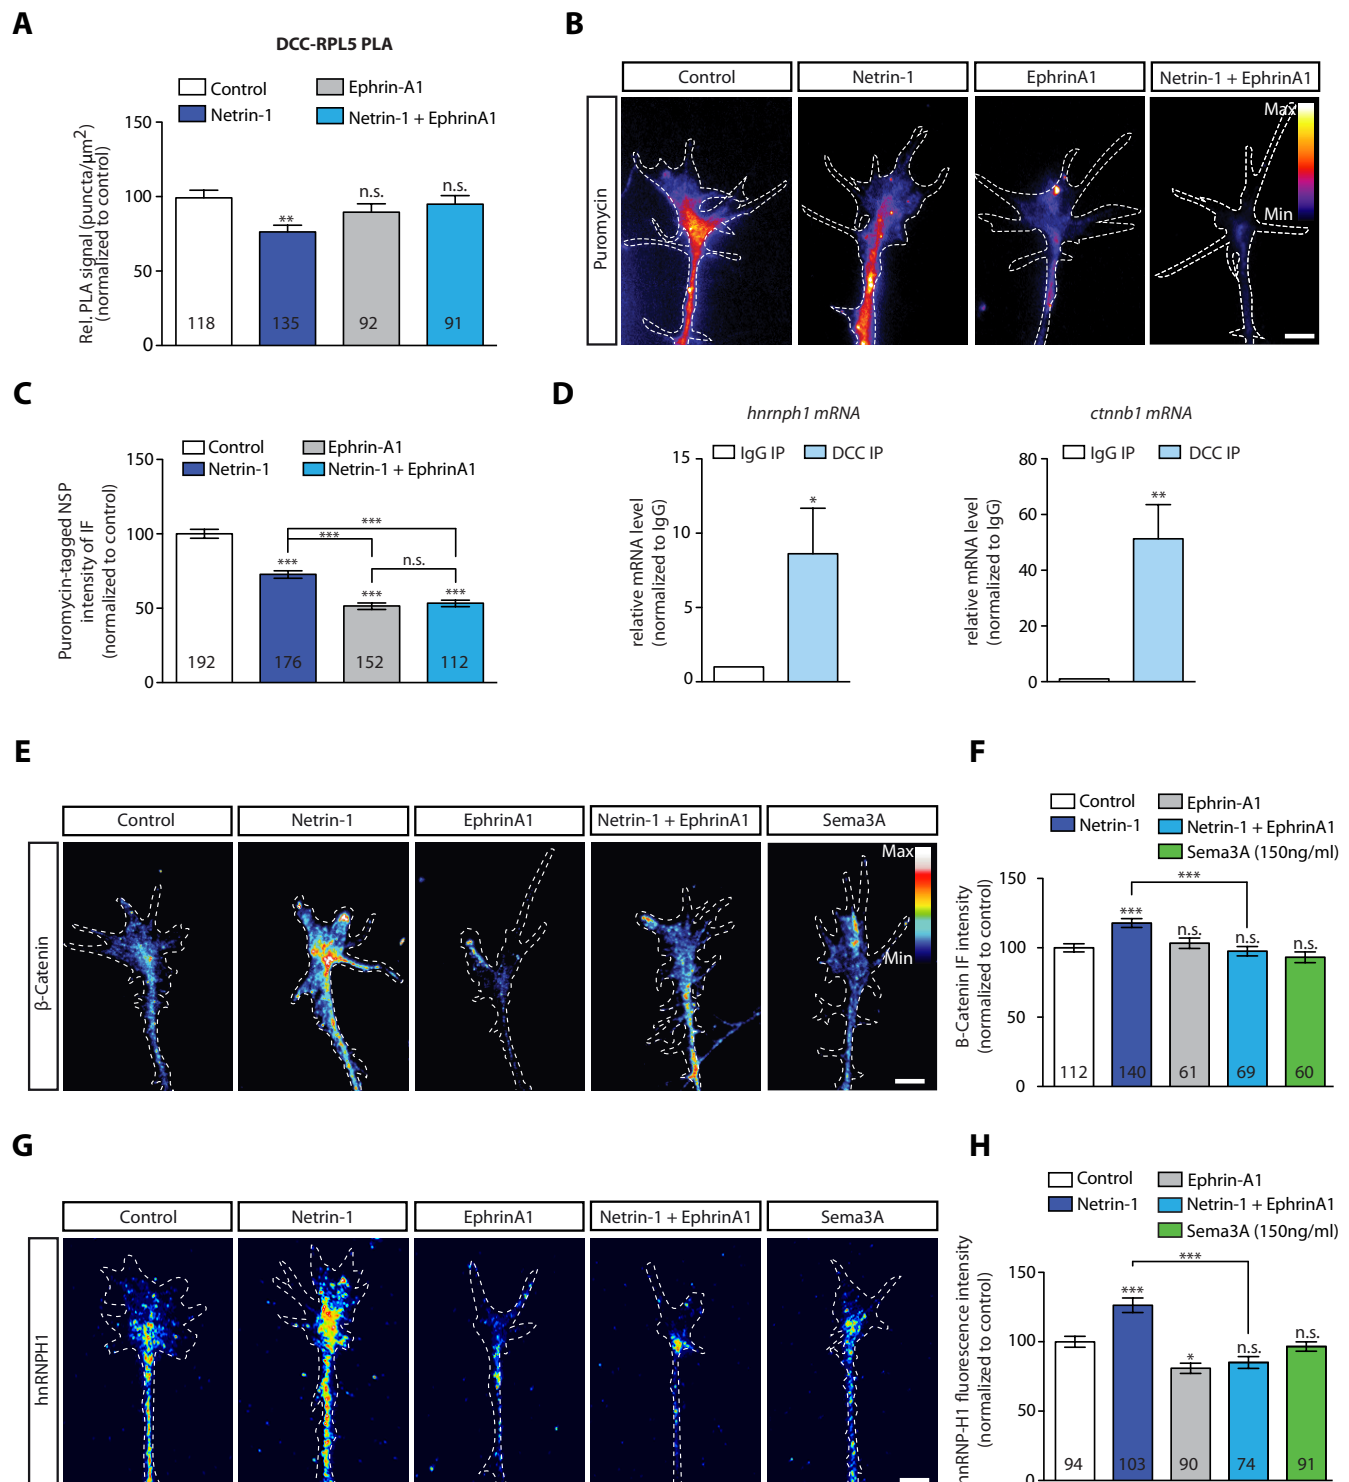 A
DCC-RPL5 PLA
Control
Ephrin-A1
Netrin-1
Netrin-1 + EphrinA1
Rel. PLA signal (puncta/µm²)
(normalized to control)
150
100
50
0
**
n.s.
n.s.
118
135
92
91
B
Control
Netrin-1
EphrinA1
Netrin-1 + EphrinA1
Puromycin
Max
Min
C
Control
Ephrin-A1
Netrin-1
Netrin-1 + EphrinA1
Puromycin-tagged NSP
intensity of IF
(normalized to control)
150
100
50
0
***
***
n.s.
***
***
***
192
176
152
112
D
hnrnph1 mRNA
IgG IP
DCC IP
relative mRNA level
(normalized to IgG)
15
10
5
0
*
ctnnb1 mRNA
IgG IP
DCC IP
relative mRNA level
(normalized to IgG)
80
60
40
20
0
**
E
Control
Netrin-1
EphrinA1
Netrin-1 + EphrinA1
Sema3A
β-Catenin
Max
Min
F
Control
Ephrin-A1
Netrin-1
Netrin-1 + EphrinA1
Sema3A (150ng/ml)
B-Catenin IF intensity
(normalized to control)
150
100
50
0
***
***
n.s.
n.s.
n.s.
112
140
61
69
60
G
Control
Netrin-1
EphrinA1
Netrin-1 + EphrinA1
Sema3A
hnRNPH1
H
Control
Ephrin-A1
Netrin-1
Netrin-1 + EphrinA1
Sema3A (150ng/ml)
hnRNP-H1 fluorescence intensity
(normalized to control)
150
100
50
0
***
***
*
n.s.
n.s.
94
103
90
74
91